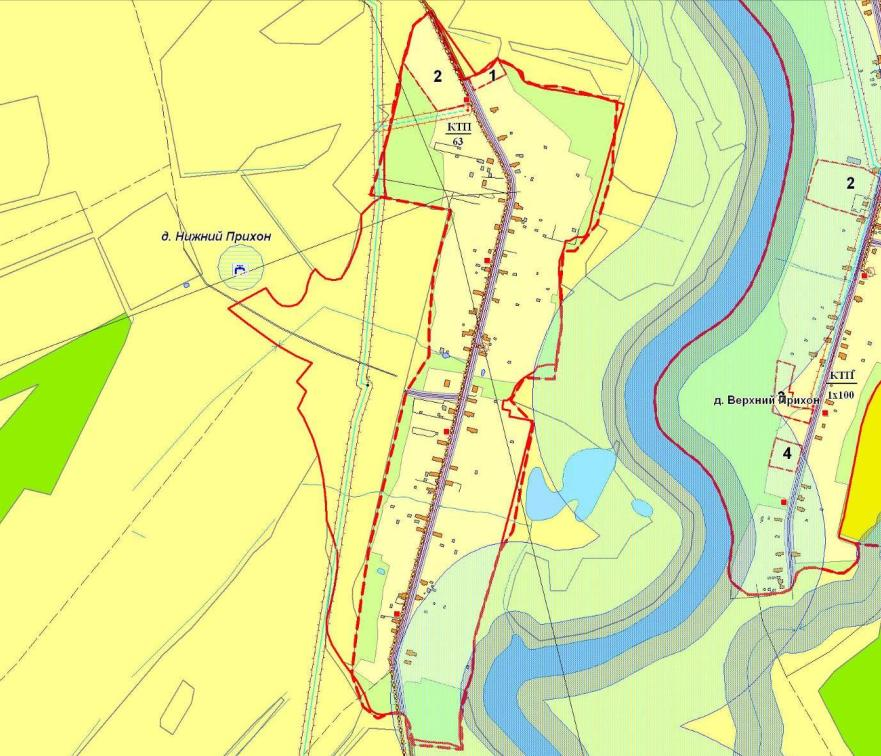 2
1
КТП
63
2
д. Нижний Прихон
КТП
1х100
д. Верхний Прихон
4